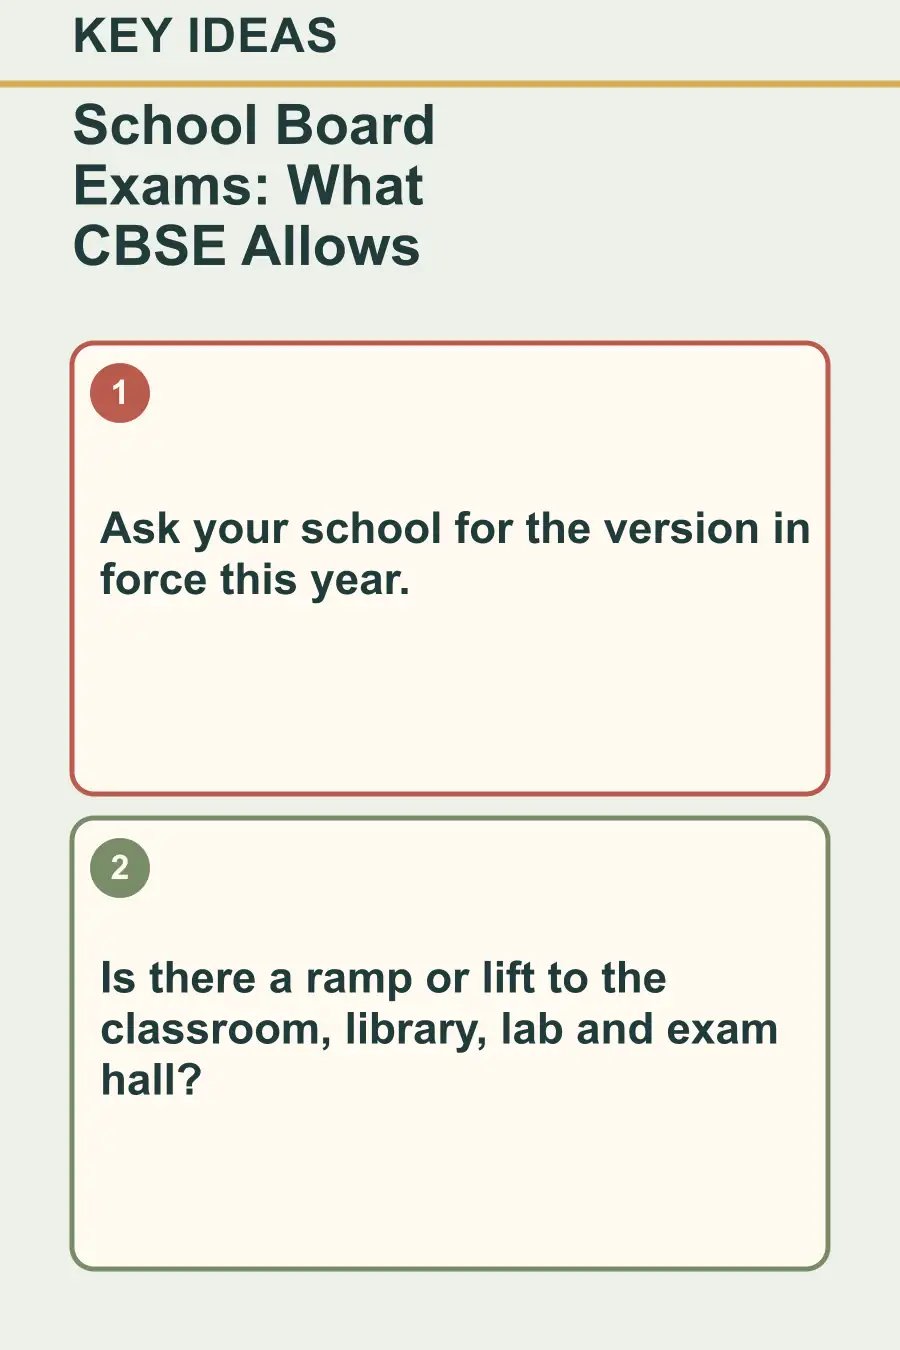 KEY IDEAS
School Board
Exams: What
CBSE Allows
1
Ask your school for the version in
force this year.
2
Is there a ramp or lift to the
classroom, library, lab and exam
hall?